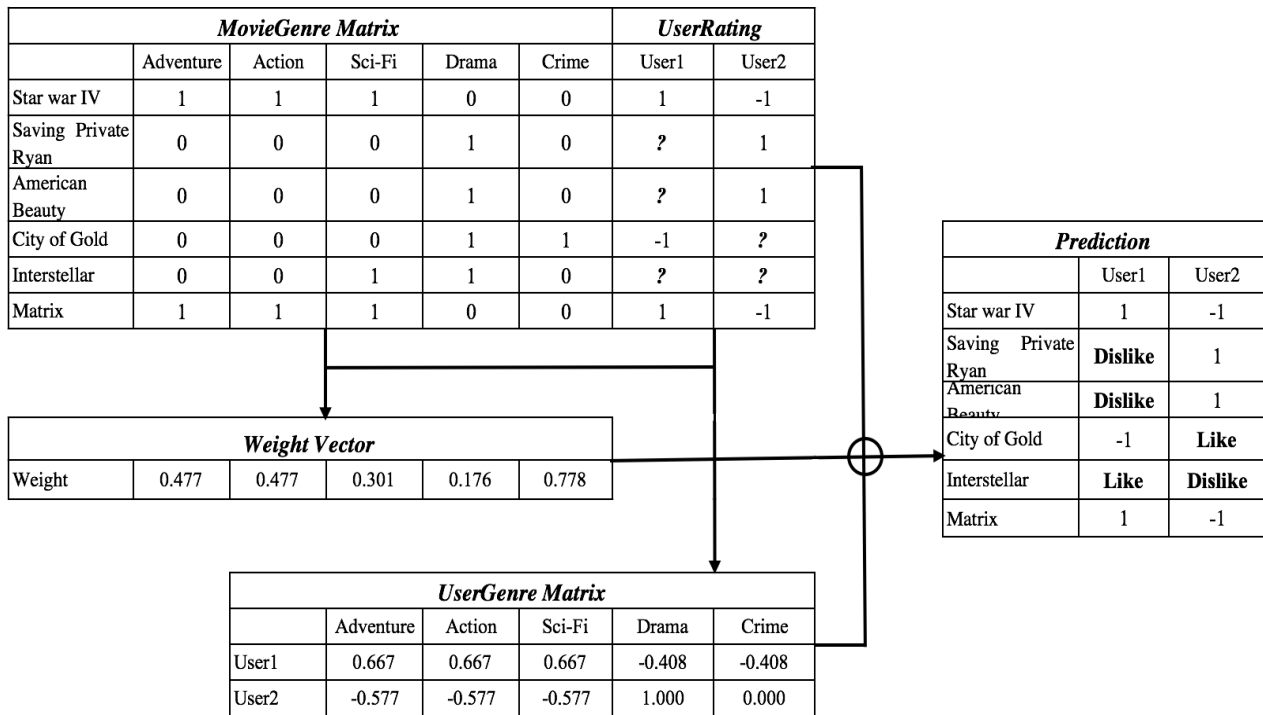 MovieGenre Matrix UserRating
Adventure Action Sci-Fi Drama Crime User1 User2
Star war IV 1 1 1 0 0 1 -1
Saving Private
Ryan 0 0 0 1 0 ? 1
American
Beauty 0 0 0 1 0 ? 1
City of Gold 0 0 0 1 1 -1 ?
Interstellar 0 0 1 1 0 ? ?
Matrix 1 1 1 0 0 1 -1
Weight Vector
Weight 0.477 0.477 0.301 0.176 0.778
UserGenre Matrix
Adventure Action Sci-Fi Drama Crime
User1 0.667 0.667 0.667 -0.408 -0.408
User2 -0.577 -0.577 -0.577 1.000 0.000
Prediction
User1 User2
Star war IV 1 -1
Saving Private
Ryan Dislike 1
American
Beauty Dislike 1
City of Gold -1 Like
Interstellar Like Dislike
Matrix 1 -1